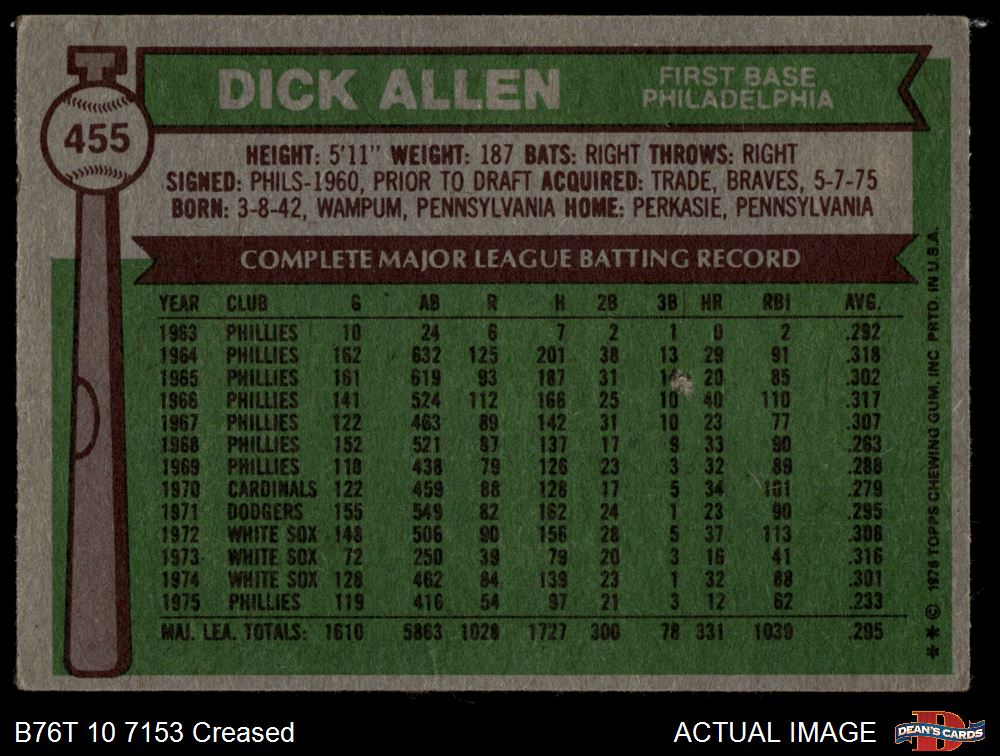 455
DICK ALLEN
FIRST BASE
PHILADELPHIA
HEIGHT: 5'11" WEIGHT: 187 BATS: RIGHT THROWS: RIGHT
SIGNED: PHILS-1960, PRIOR TO DRAFT ACQUIRED: TRADE, BRAVES, 5-7-75
BORN: 3-8-42, WAMPUM, PENNSYLVANIA HOME: PERKASIE, PENNSYLVANIA
COMPLETE MAJOR LEAGUE BATTING RECORD
YEAR CLUB G AB R H 2B 3B HR RBI AVG.
1963 PHILLIES 10 24 6 7 2 1 0 2 .292
1964 PHILLIES 162 632 125 201 38 13 29 91 .318
1965 PHILLIES 161 619 93 187 31 14 20 85 .302
1966 PHILLIES 141 524 112 166 25 10 40 110 .317
1967 PHILLIES 122 463 89 142 31 10 23 77 .307
1968 PHILLIES 152 521 87 137 17 9 33 90 .263
1969 PHILLIES 118 438 79 126 23 3 32 89 .288
1970 CARDINALS 122 459 88 128 17 5 34 101 .279
1971 DODGERS 155 549 82 162 24 1 23 90 .295
1972 WHITE SOX 148 506 90 156 28 5 37 113 .308
1973 WHITE SOX 72 250 39 79 20 3 16 41 .316
1974 WHITE SOX 128 462 84 139 23 1 32 88 .301
1975 PHILLIES 119 416 54 97 21 3 12 62 .233
MAJ. LEA. TOTALS: 1610 5863 1028 1727 300 78 331 1039 .295
** © 1976 TOPPS CHEWING GUM, INC PRTD. IN U.S.A.
B76T 10 7153 Creased
ACTUAL IMAGE
DEAN'S CARDS